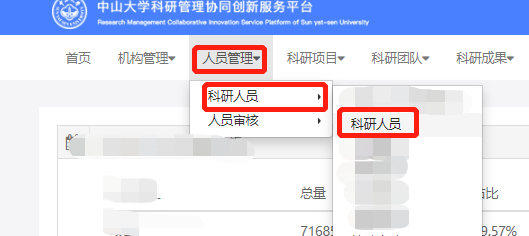 中山大学科研管理协同创新服务平台
Research Management Collaborative Innovation Service Platform of Sun yat-sen University
首页 机构管理 人员管理 科研项目 科研团队 科研成果
科研人员
科研人员
人员审核
总量 占比
9.57%